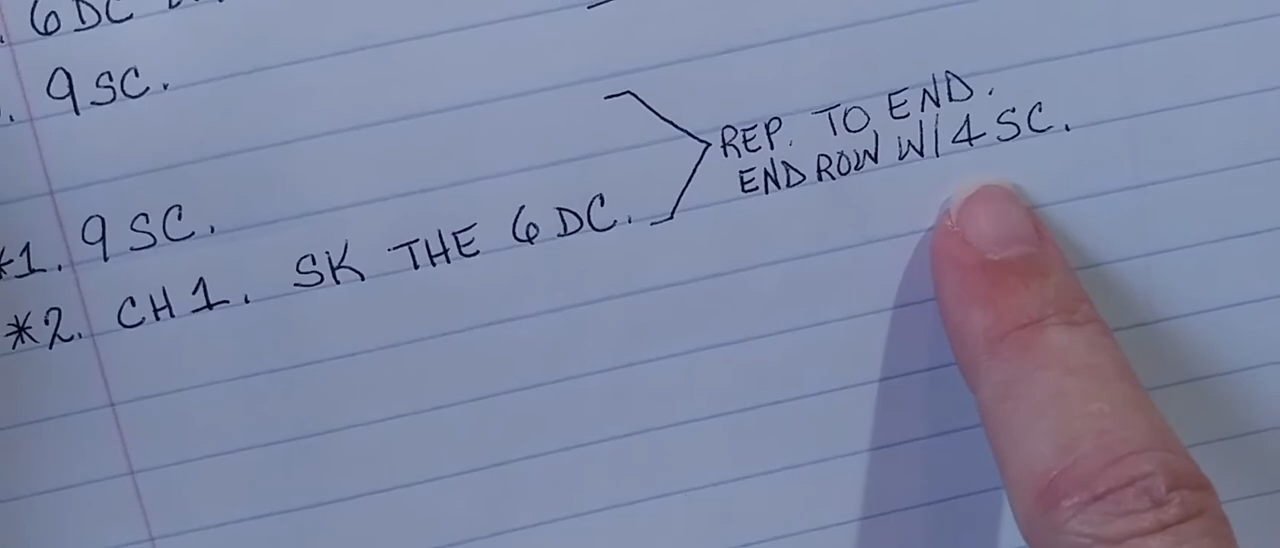 6 DC
9 SC.
*1. 9 SC.
*2. CH 1. SK THE 6 DC.
REP. TO END.
END ROW W/ 4 SC.